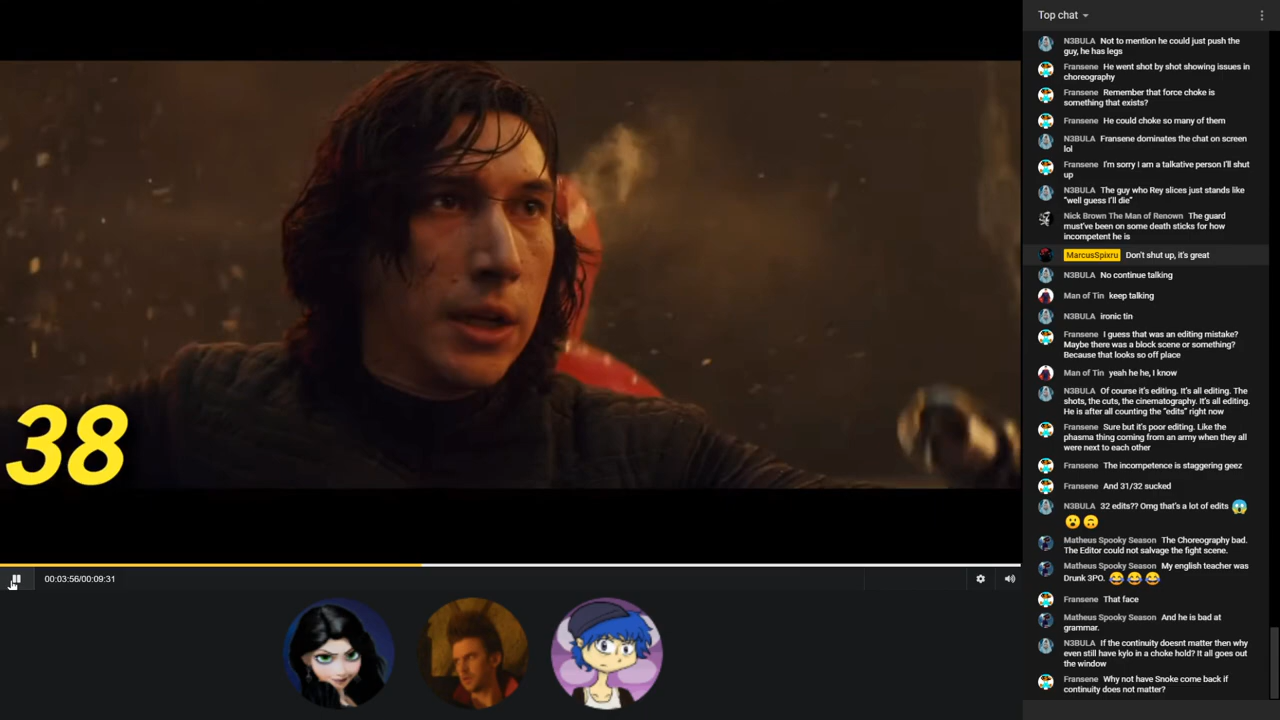 Top chat
N3BULA Not to mention he could just push the
guy, he has legs
Fransene He went shot by shot showing issues in
choreography
Fransene Remember that force choke is
something that exists?
Fransene He could choke so many of them
N3BULA Fransene dominates the chat on screen
lol
Fransene I'm sorry I am a talkative person I'll shut
up
N3BULA The guy who Rey slices just stands like
"well guess I'll die"
Nick Brown The Man of Renown The guard
must've been on some death sticks for how
incompetent he is
MarcusSpixru Don't shut up, it's great
N3BULA No continue talking
Man of Tin keep talking
N3BULA ironic tin
Fransene I guess that was an editing mistake?
Maybe there was a block scene or something?
Because that looks so off place
Man of Tin yeah he he, I know
N3BULA Of course it's editing. It's all editing. The
shots, the cuts, the cinematography. It's all editing.
He is after all counting the "edits" right now
Fransene Sure but it's poor editing. Like the
phasma thing coming from an army when they all
were next to each other
Fransene The incompetence is staggering geez
Fransene And 31/32 sucked
N3BULA 32 edits?? Omg that's a lot of edits 😱
😮 🙃
Matheus Spooky Season The Choreography bad.
The Editor could not salvage the fight scene.
Matheus Spooky Season My english teacher was
Drunk 3PO. 😂 😂 😂
Fransene That face
Matheus Spooky Season And he is bad at
grammar.
N3BULA If the continuity doesnt matter then why
even still have kylo in a choke hold? It all goes out
the window
Fransene Why not have Snoke come back if
continuity does not matter?
38
00:03:56/00:09:31